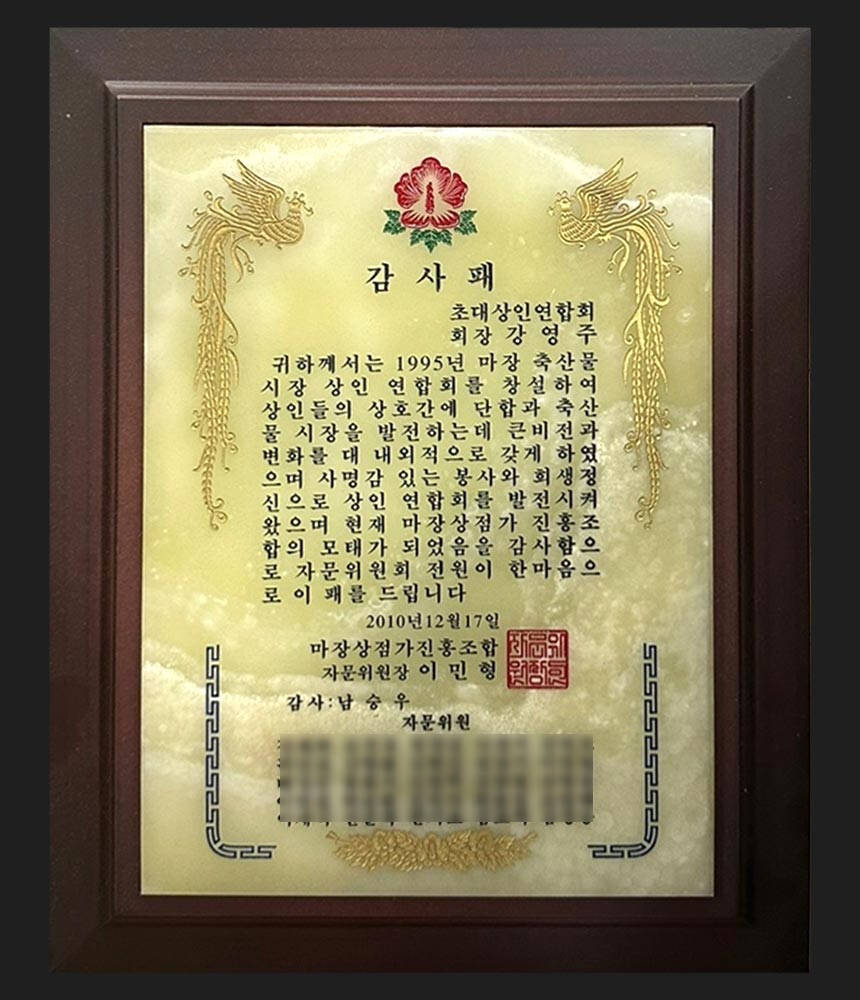 감 사 패
초대상인연합회
회장 강 영 주
귀하께서는 1995년 마장 축산물
시장 상인 연합회를 창설하여
상인들의 상호간에 단합과 축산
물 시장을 발전하는데 큰비전과
변화를 대 내외적으로 갖게 하였
으며 사명감 있는 봉사와 희생정
신으로 상인 연합회를 발전시켜
왔으며 현재 마장상점가 진흥조
합의 모태가 되었음을 감사함으
로 자문위원회 전원이 한마음으
로 이 패를 드립니다
2010년12월17일
마장상점가진흥조합
자문위원장 이 민 형
감사:남 승 우
자문위원